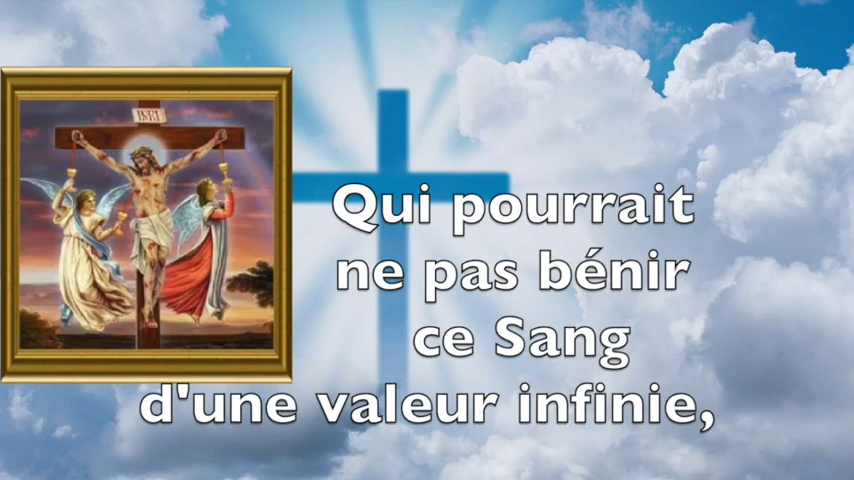 INRI
Qui pourrait
ne pas bénir
ce Sang
d'une valeur infinie,